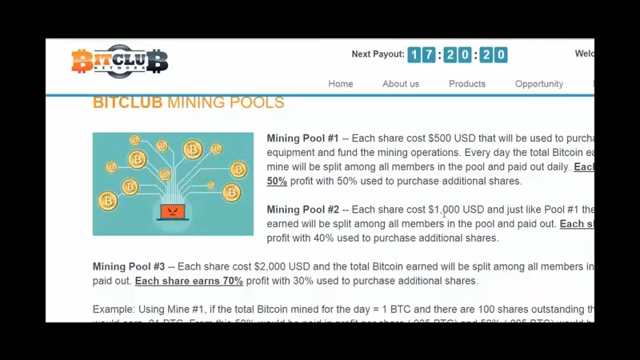 BITCLUB
NETWORK
Next Payout: 17:20:20
Welc
Home About us Products Opportunity
BITCLUB MINING POOLS
Mining Pool #1 -- Each share cost $500 USD that will be used to purcha
equipment and fund the mining operations. Every day the total Bitcoin ea
mine will be split among all members in the pool and paid out daily. Eac
50% profit with 50% used to purchase additional shares.
Mining Pool #2 -- Each share cost $1,000 USD and just like Pool #1 the
earned will be split among all members in the pool and paid out. Each s
profit with 40% used to purchase additional shares.
Mining Pool #3 -- Each share cost $2,000 USD and the total Bitcoin earned will be split among all members in
paid out. Each share earns 70% profit with 30% used to purchase additional shares.
Example: Using Mine #1, if the total Bitcoin mined for the day = 1 BTC and there are 100 shares outstanding th